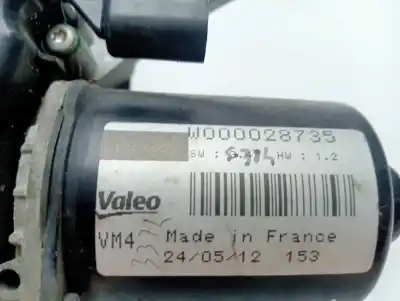 W000028735
SW : HW : 1.2
Valeo
VM4
Made in France
24/05/12 153